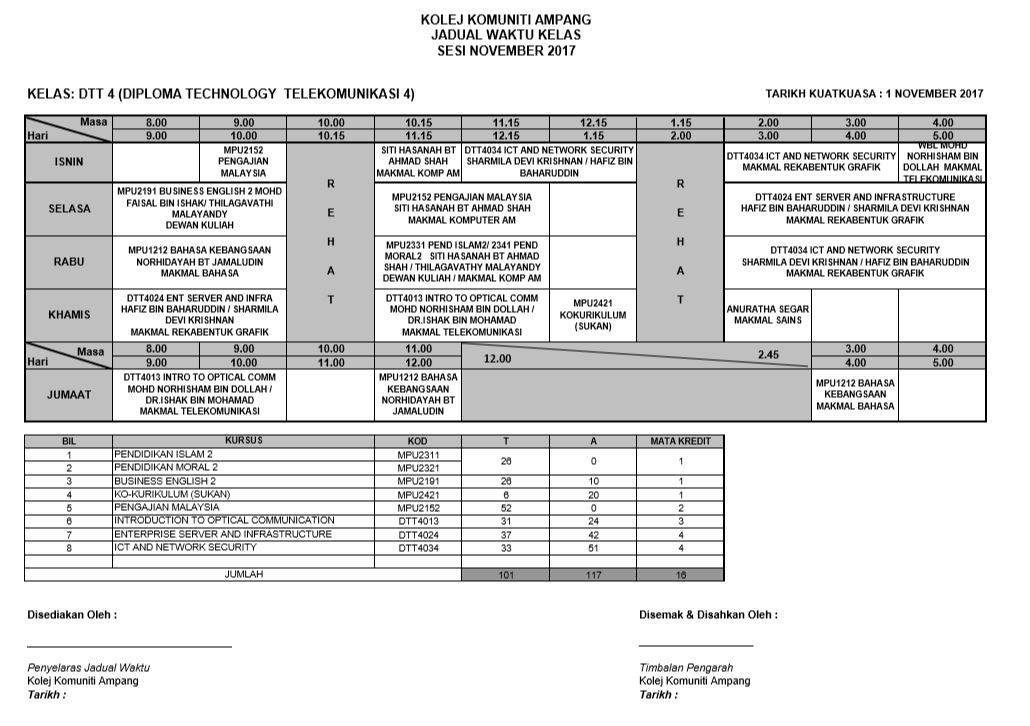 KOLEJ KOMUNITI AMPANG
JADUAL WAKTU KELAS
SESI NOVEMBER 2017
KELAS: DTT 4 (DIPLOMA TECHNOLOGY TELEKOMUNIKASI 4)
TARIKH KUATKUASA : 1 NOVEMBER 2017
Masa 8.00 9.00 10.00 10.15 11.15 12.15 1.15 2.00 3.00 4.00
Hari 9.00 10.00 10.15 11.15 12.15 1.15 2.00 3.00 4.00 5.00
ISNIN
MPU2152
PENGAJIAN
MALAYSIA
SITI HASANAH BT
AHMAD SHAH
MAKMAL KOMP AM
DTT4034 ICT AND NETWORK SECURITY
SHARMILA DEVI KRISHNAN / HAFIZ BIN
BAHARUDDIN
DTT4034 ICT AND NETWORK SECURITY
MAKMAL REKABENTUK GRAFIK
WBL MOHD
NORHISHAM BIN
DOLLAH MAKMAL
TELEKOMUNIKASI
R
E
H
A
T
R
E
H
A
T
SELASA
MPU2191 BUSINESS ENGLISH 2 MOHD
FAISAL BIN ISHAK/ THILAGAVATHI
MALAYANDY
DEWAN KULIAH
MPU2152 PENGAJIAN MALAYSIA
SITI HASANAH BT AHMAD SHAH
MAKMAL KOMPUTER AM
DTT4024 ENT SERVER AND INFRASTRUCTURE
HAFIZ BIN BAHARUDDIN / SHARMILA DEVI KRISHNAN
MAKMAL REKABENTUK GRAFIK
RABU
MPU1212 BAHASA KEBANGSAAN
NORHIDAYAH BT JAMALUDIN
MAKMAL BAHASA
MPU2331 PEND ISLAM2/ 2341 PEND
MORAL2 SITI HASANAH BT AHMAD
SHAH / THILAGAVATHY MALAYANDY
DEWAN KULIAH / MAKMAL KOMP AM
DTT4034 ICT AND NETWORK SECURITY
SHARMILA DEVI KRISHNAN / HAFIZ BIN BAHARUDDIN
MAKMAL REKABENTUK GRAFIK
KHAMIS
DTT4024 ENT SERVER AND INFRA
HAFIZ BIN BAHARUDDIN / SHARMILA
DEVI KRISHNAN
MAKMAL REKABENTUK GRAFIK
DTT4013 INTRO TO OPTICAL COMM
MOHD NORHISHAM BIN DOLLAH /
DR.ISHAK BIN MOHAMAD
MAKMAL TELEKOMUNIKASI
MPU2421
KOKURIKULUM
(SUKAN)
ANURATHA SEGAR
MAKMAL SAINS
Masa 8.00 9.00 10.00 11.00 12.00 2.45 3.00 4.00
Hari 9.00 10.00 11.00 12.00 4.00 5.00
JUMAAT
DTT4013 INTRO TO OPTICAL COMM
MOHD NORHISHAM BIN DOLLAH /
DR.ISHAK BIN MOHAMAD
MAKMAL TELEKOMUNIKASI
MPU1212 BAHASA
KEBANGSAAN
NORHIDAYAH BT
JAMALUDIN
MPU1212 BAHASA
KEBANGSAAN
MAKMAL BAHASA
BIL KURSUS KOD T A MATA KREDIT
1 PENDIDIKAN ISLAM 2 MPU2311 26 0 1
2 PENDIDIKAN MORAL 2 MPU2321
3 BUSINESS ENGLISH 2 MPU2191 26 10 1
4 KO-KURIKULUM (SUKAN) MPU2421 6 20 1
5 PENGAJIAN MALAYSIA MPU2152 52 0 2
6 INTRODUCTION TO OPTICAL COMMUNICATION DTT4013 31 24 3
7 ENTERPRISE SERVER AND INFRASTRUCTURE DTT4024 37 42 4
8 ICT AND NETWORK SECURITY DTT4034 33 51 4
JUMLAH 101 117 16
Disediakan Oleh :
Disemak & Disahkan Oleh :
Penyelaras Jadual Waktu
Kolej Komuniti Ampang
Tarikh :
Timbalan Pengarah
Kolej Komuniti Ampang
Tarikh :